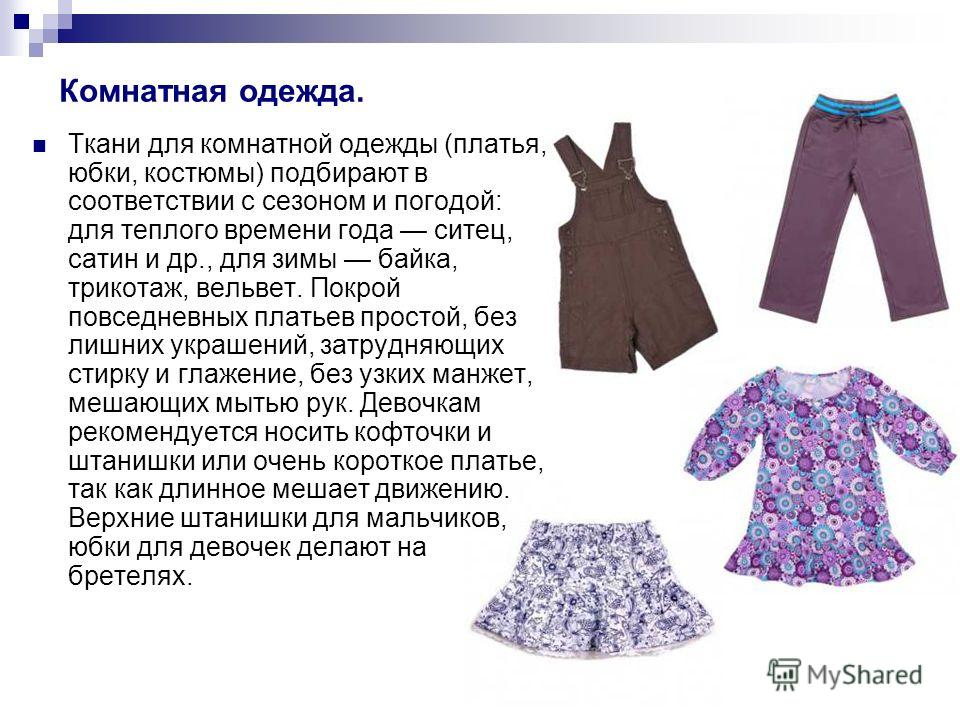 Комнатная одежда.
Ткани для комнатной одежды (платья,
юбки, костюмы) подбирают в
соответствии с сезоном и погодой:
для теплого времени года — ситец,
сатин и др., для зимы — байка,
трикотаж, вельвет. Покрой
повседневных платьев простой, без
лишних украшений, затрудняющих
стирку и глажение, без узких манжет,
мешающих мытью рук. Девочкам
рекомендуется носить кофточки и
штанишки или очень короткое платье,
так как длинное мешает движению.
Верхние штанишки для мальчиков,
юбки для девочек делают на
бретелях.
MyShared